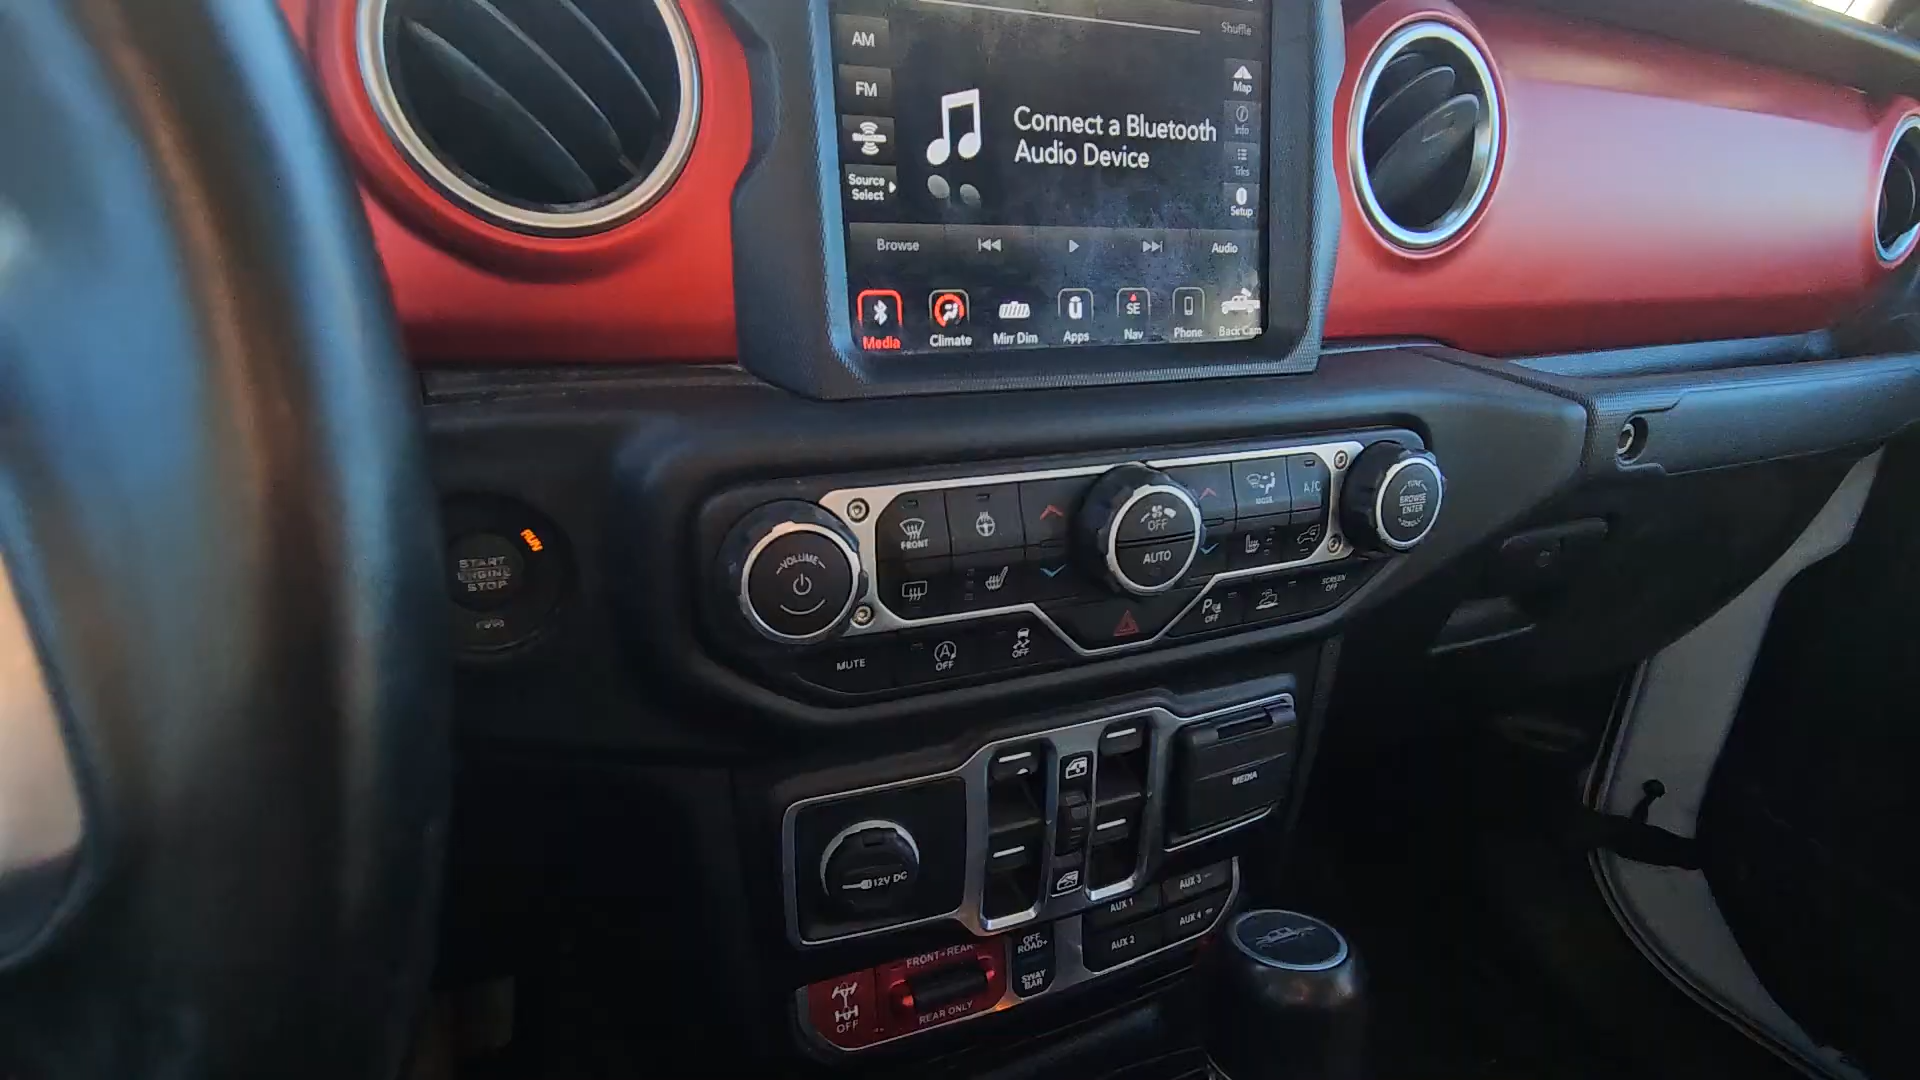 Shuffle
AM
FM
Source
Select
Connect a Bluetooth
Audio Device
Map
Info
Trks
Setup
Browse
Audio
Media
Climate
Mirr Dim
Apps
SE
Nav
Phone
Back Cam
START
ENGINE
STOP
RUN
VOLUME
FRONT
OFF
AUTO
MODE
A/C
TUNE
BROWSE
ENTER
SCROLL
MUTE
OFF
OFF
P
OFF
SCREEN
OFF
12V DC
MEDIA
AUX 1
AUX 3
AUX 2
AUX 4
OFF
FRONT+REAR
REAR ONLY
OFF
ROAD+
SWAY
BAR